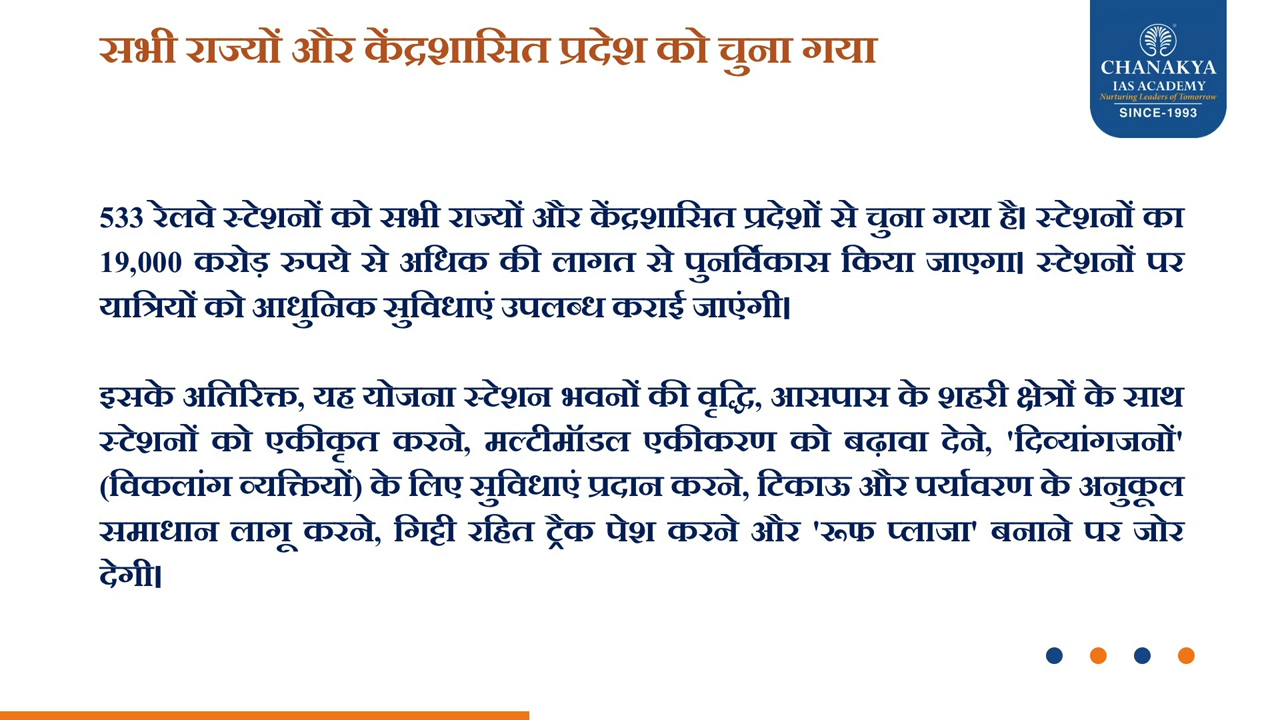 सभी राज्यों और केंद्रशासित प्रदेश को चुना गया
CHANAKYA
IAS ACADEMY
Nurturing Leaders of Tomorrow
SINCE-1993
533 रेलवे स्टेशनों को सभी राज्यों और केंद्रशासित प्रदेशों से चुना गया है। स्टेशनों का
19,000 करोड़ रुपये से अधिक की लागत से पुनर्विकास किया जाएगा। स्टेशनों पर
यात्रियों को आधुनिक सुविधाएं उपलब्ध कराई जाएंगी।
इसके अतिरिक्त, यह योजना स्टेशन भवनों की वृद्धि, आसपास के शहरी क्षेत्रों के साथ
स्टेशनों को एकीकृत करने, मल्टीमॉडल एकीकरण को बढ़ावा देने, 'दिव्यांगजनों'
(विकलांग व्यक्तियों) के लिए सुविधाएं प्रदान करने, टिकाऊ और पर्यावरण के अनुकूल
समाधान लागू करने, गिट्टी रहित ट्रैक पेश करने और 'रूफ प्लाजा' बनाने पर जोर
देगी।